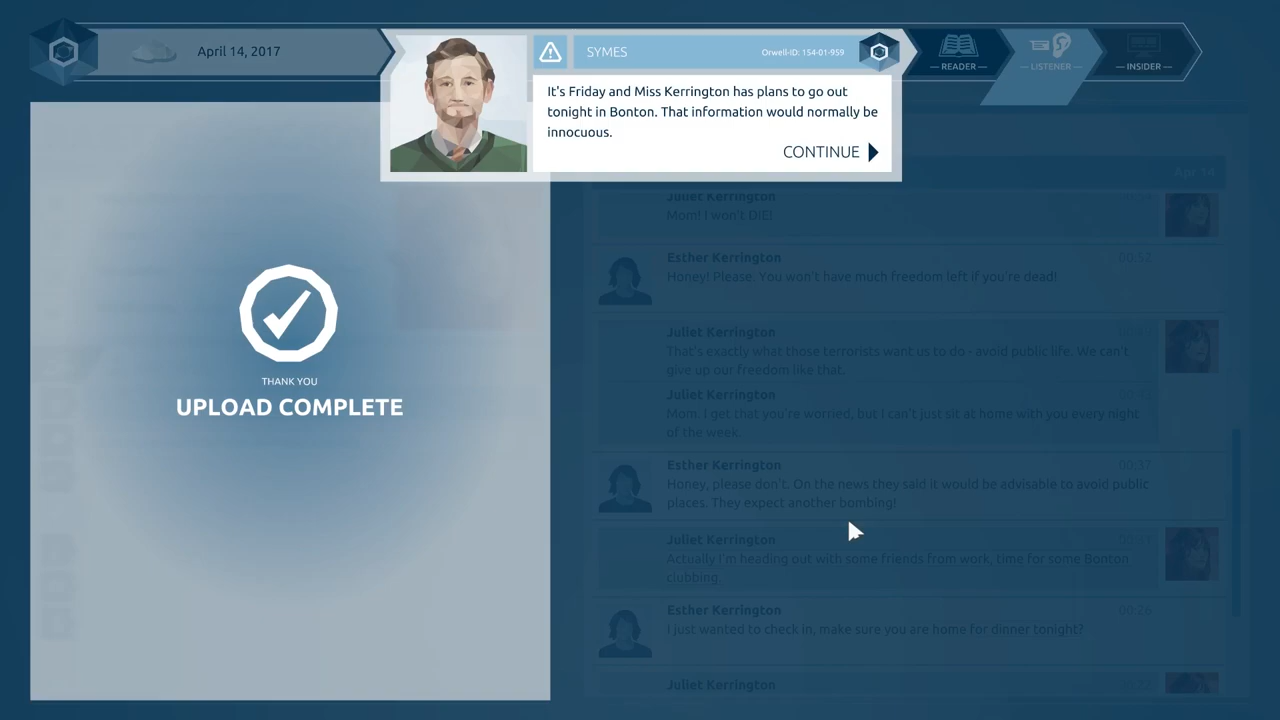 April 14, 2017
SYMES
Orwell-ID: 154-01-959
It's Friday and Miss Kerrington has plans to go out
tonight in Bonton. That information would normally be
innocuous.
CONTINUE
— READER —
— LISTENER —
— INSIDER —
Apr 14
Juliet Kerrington
Mom! I won't DIE!
Esther Kerrington
00:52
Honey! Please. You won't have much freedom left if you're dead!
Juliet Kerrington
That's exactly what those terrorists want us to do - avoid public life. We can't
give up our freedom like that.
Juliet Kerrington
Mom. I get that you're worried, but I can't just sit at home with you every night
of the week.
Esther Kerrington
00:37
Honey, please don't. On the news they said it would be advisable to avoid public
places. They expect another bombing!
Juliet Kerrington
Actually I'm heading out with some friends from work, time for some Bonton
clubbing
Esther Kerrington
00:26
I just wanted to check in, make sure you are home for dinner tonight?
Juliet Kerrington
THANK YOU
UPLOAD COMPLETE